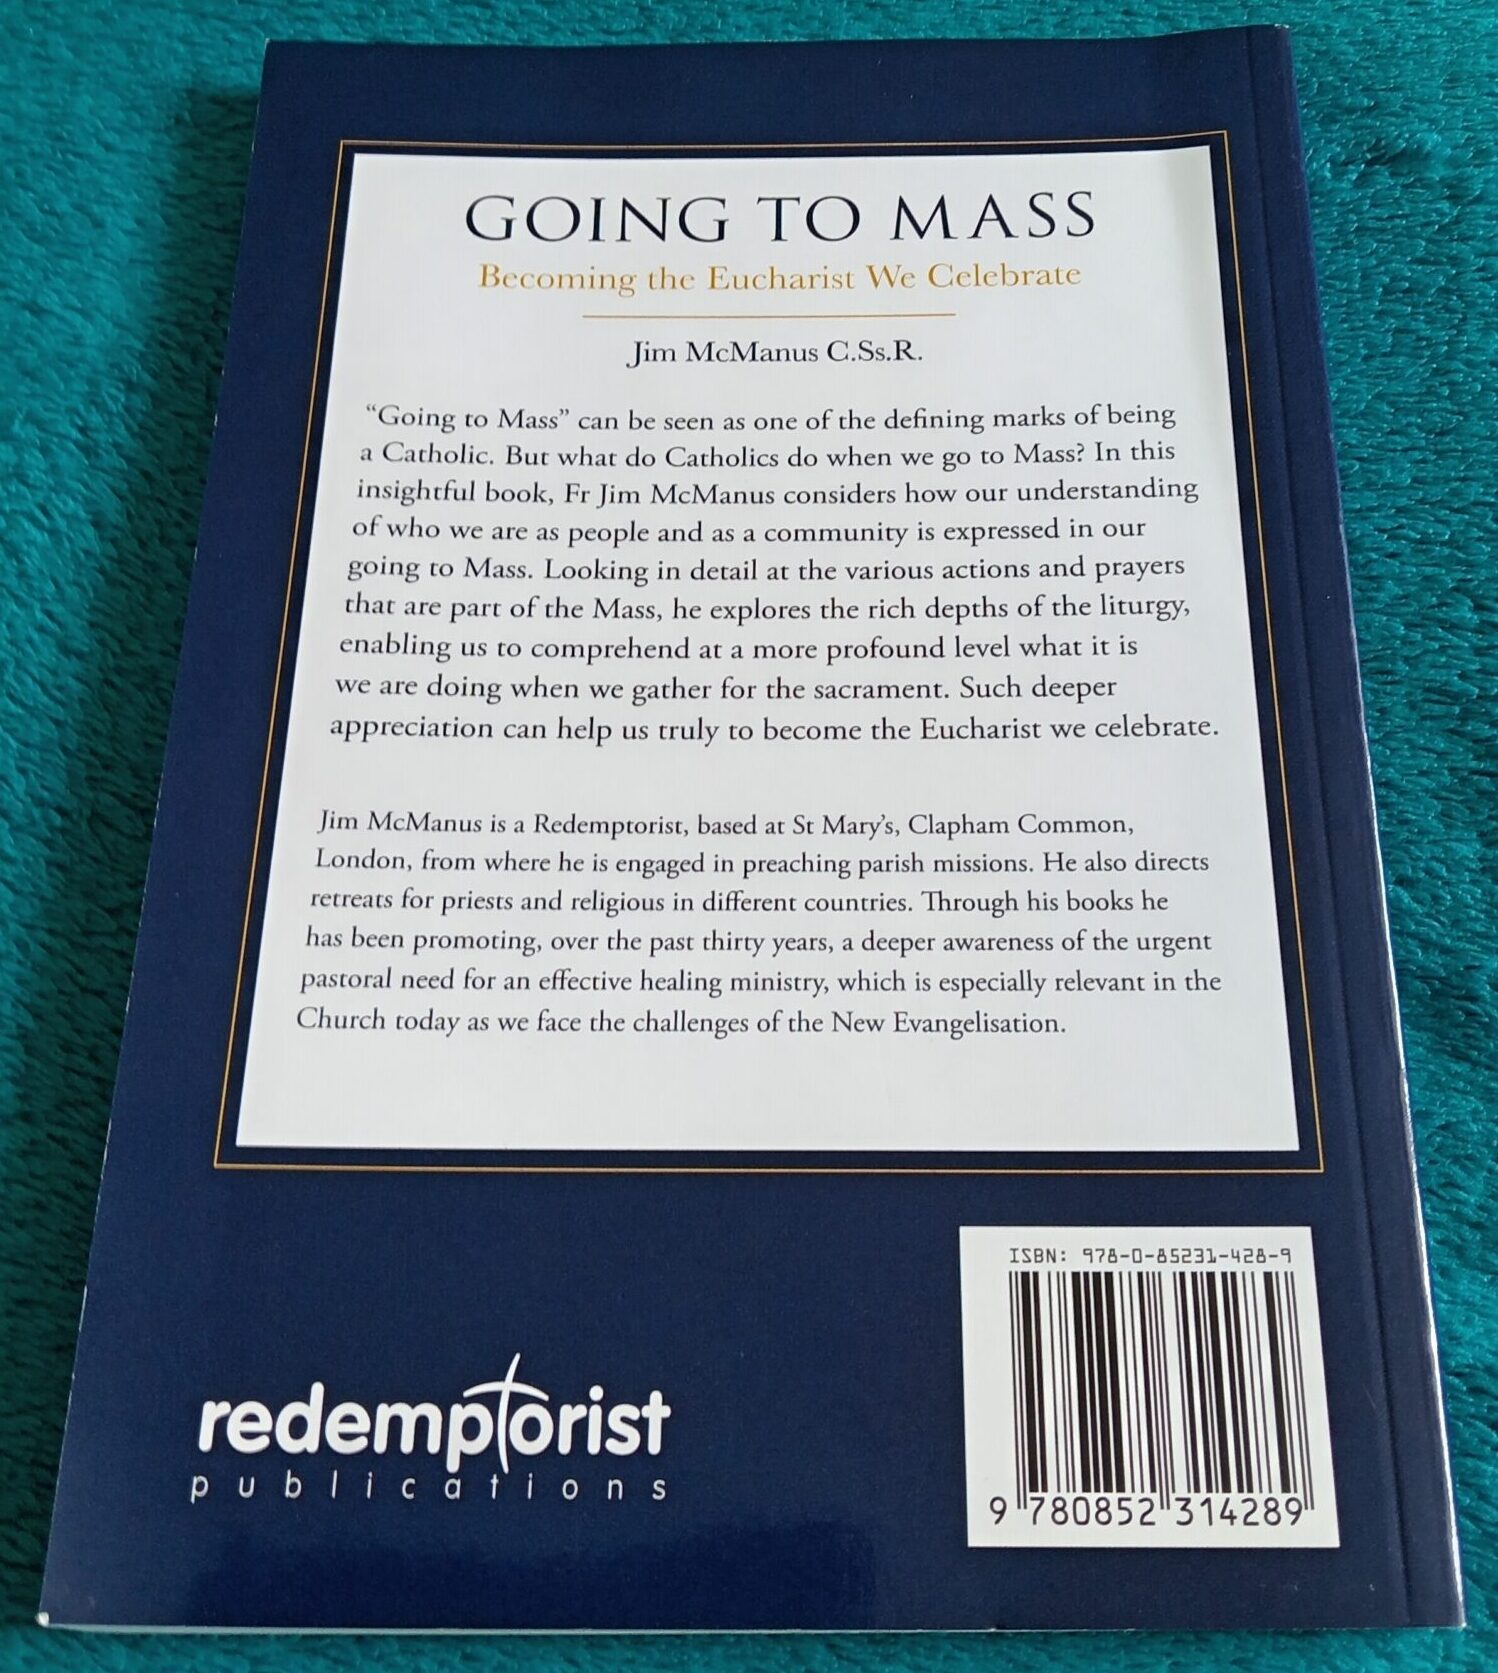 GOING TO MASS
Becoming the Eucharist We Celebrate
Jim McManus C.Ss.R.
“Going to Mass” can be seen as one of the defining marks of being
a Catholic. But what do Catholics do when we go to Mass? In this
insightful book, Fr Jim McManus considers how our understanding
of who we are as people and as a community is expressed in our
going to Mass. Looking in detail at the various actions and prayers
that are part of the Mass, he explores the rich depths of the liturgy,
enabling us to comprehend at a more profound level what it is
we are doing when we gather for the sacrament. Such deeper
appreciation can help us truly to become the Eucharist we celebrate.
Jim McManus is a Redemptorist, based at St Mary’s, Clapham Common,
London, from where he is engaged in preaching parish missions. He also directs
retreats for priests and religious in different countries. Through his books he
has been promoting, over the past thirty years, a deeper awareness of the urgent
pastoral need for an effective healing ministry, which is especially relevant in the
Church today as we face the challenges of the New Evangelisation.
ISBN: 978-0-85231-428-9
9 780852 314289
redemptorist
publications